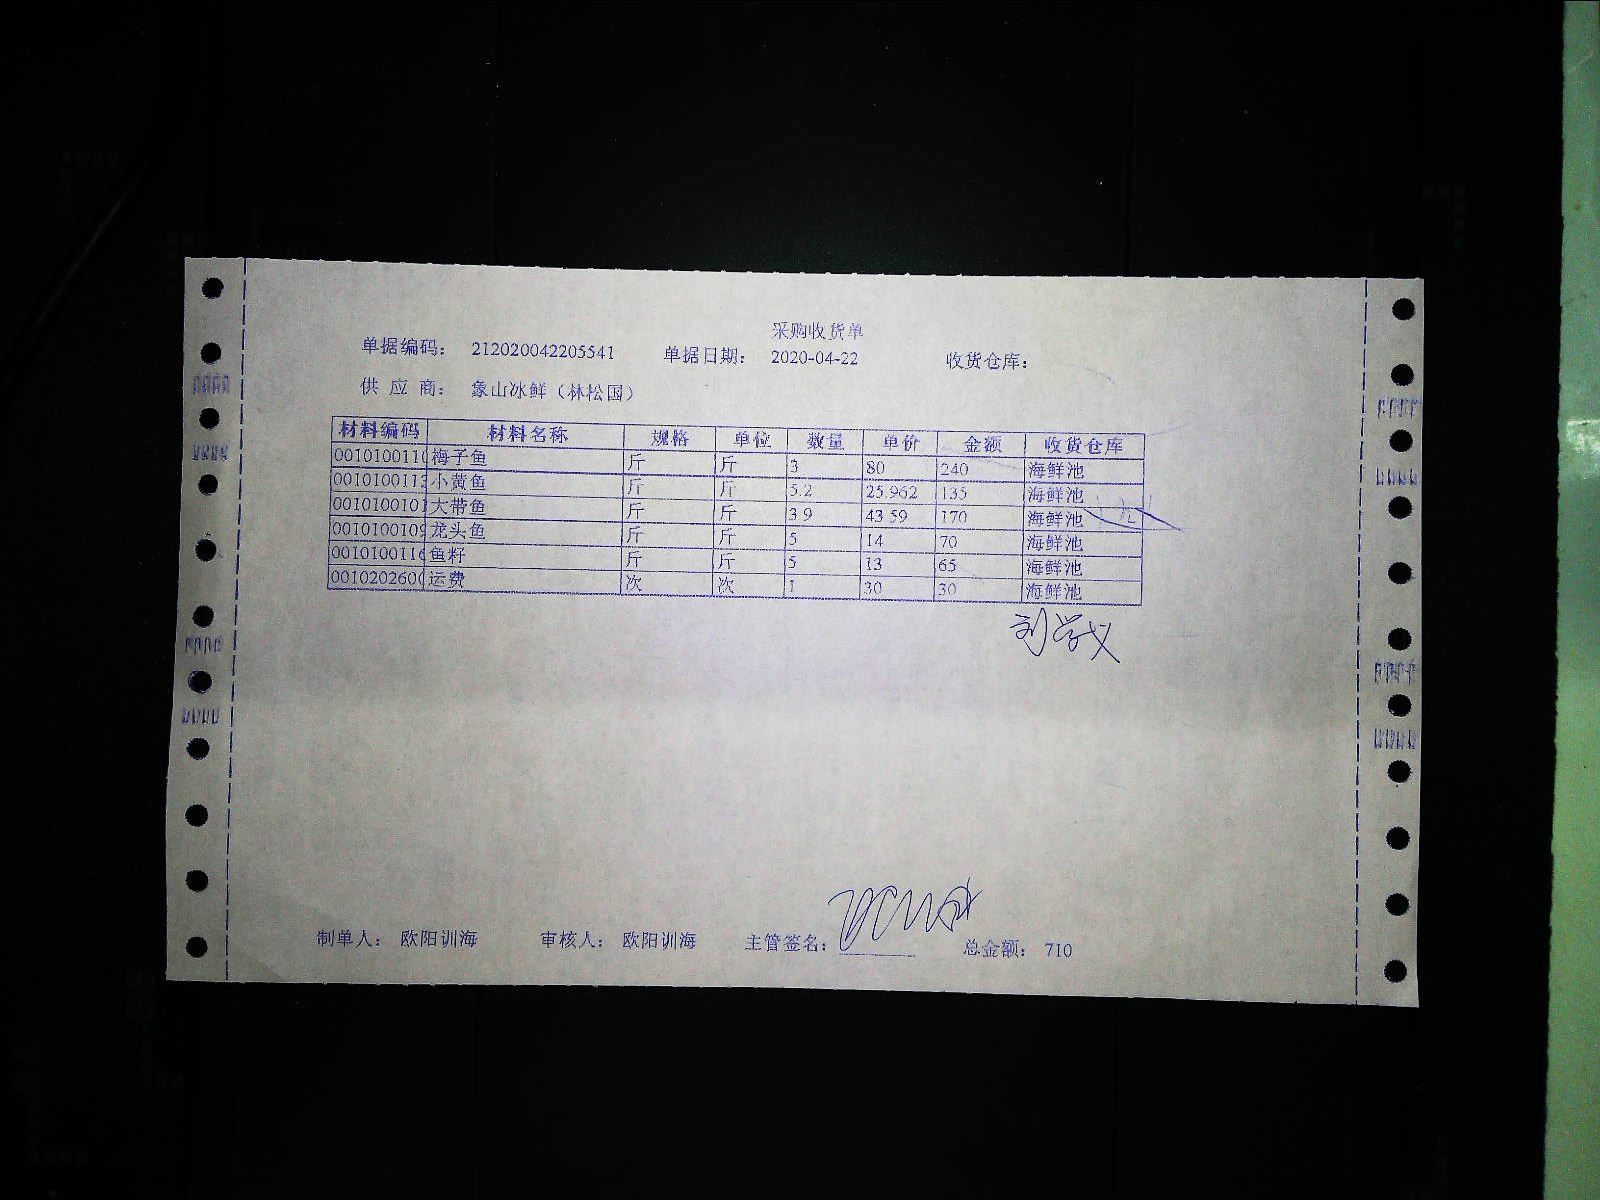 采购收货单
单据编码： 212020042205541 单据日期： 2020-04-22 收货仓库：
供 应 商： 象山冰鲜（林松国）
材料编码 材料名称 规格 单位 数量 单价 金额 收货仓库
001010011 梅子鱼 斤 斤 3 80 240 海鲜池
001010011 小黄鱼 斤 斤 5.2 25.962 135 海鲜池
001010010 大带鱼 斤 斤 3.9 43.59 170 海鲜池
0010100109 龙头鱼 斤 斤 5 14 70 海鲜池
001010011 鱼籽 斤 斤 5 13 65 海鲜池
001020260 运费 次 次 1 30 30 海鲜池
制单人： 欧阳训海 审核人： 欧阳训海 主管签名： 总金额： 710